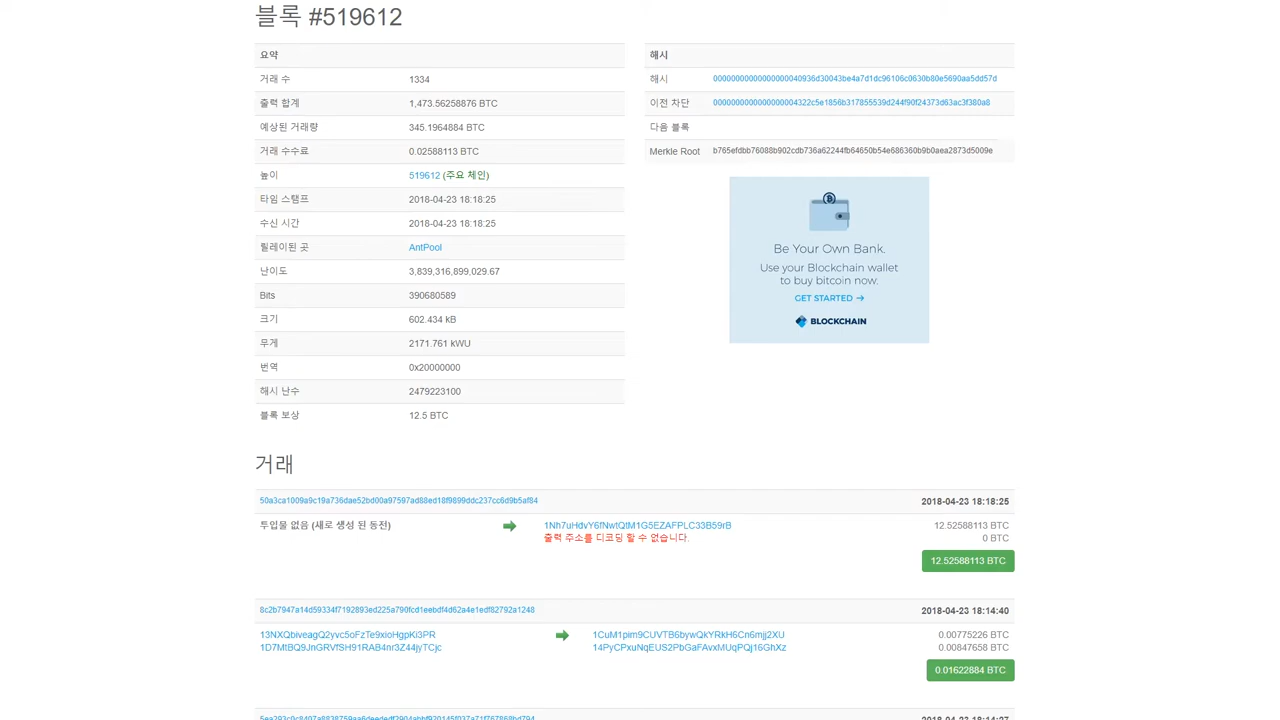 블록 #519612
요약
거래 수 1334
출력 합계 1,473.56258876 BTC
예상된 거래량 345.1964884 BTC
거래 수수료 0.02588113 BTC
높이 519612 (주요 체인)
타임 스탬프 2018-04-23 18:18:25
수신 시간 2018-04-23 18:18:25
릴레이된 곳 AntPool
난이도 3,839,316,899,029.67
Bits 390680589
크기 602.434 kB
무게 2171.761 kWU
번역 0x20000000
해시 난수 2479223100
블록 보상 12.5 BTC
해시
해시 00000000000000000040936d30043be4a7d1dc96106c0630b80e5690aa5dd57d
이전 차단 0000000000000000004322c5e1856b317855539d244f90f24373d63ac3f380a8
다음 블록
Merkle Root b765efdbb76088b902cdb736a62244fb64650b54e686360b9b0aea2873d5009e
Be Your Own Bank.
Use your Blockchain wallet
to buy bitcoin now.
GET STARTED →
BLOCKCHAIN
거래
50a3ca1009a9c19a736dae52bd00a97597ad88ed18f9899ddc237cc6d9b5af84 2018-04-23 18:18:25
투입물 없음 (새로 생성 된 동전) 1Nh7uHdvY6fNwtQtM1G5EZAFPLC33B59rB 12.52588113 BTC
출력 주소를 디코딩 할 수 없습니다. 0 BTC
12.52588113 BTC
8c2b7947a14d59334f7192893ed225a790fcd1eebdf4d62a4e1edf82792a1248 2018-04-23 18:14:40
13NXQbiveagQ2yvc5oFzTe9xioHgpKi3PR 1CuM1pim9CUVTB6bywQkYRkH6Cn6mjj2XU 0.00775226 BTC
1D7MtBQ9JnGRVfSH91RAB4nr3Z44jyTCjc 14PyCPxuNqEUS2PbGaFAvxMUqPQj16GhXz 0.00847658 BTC
0.01622884 BTC